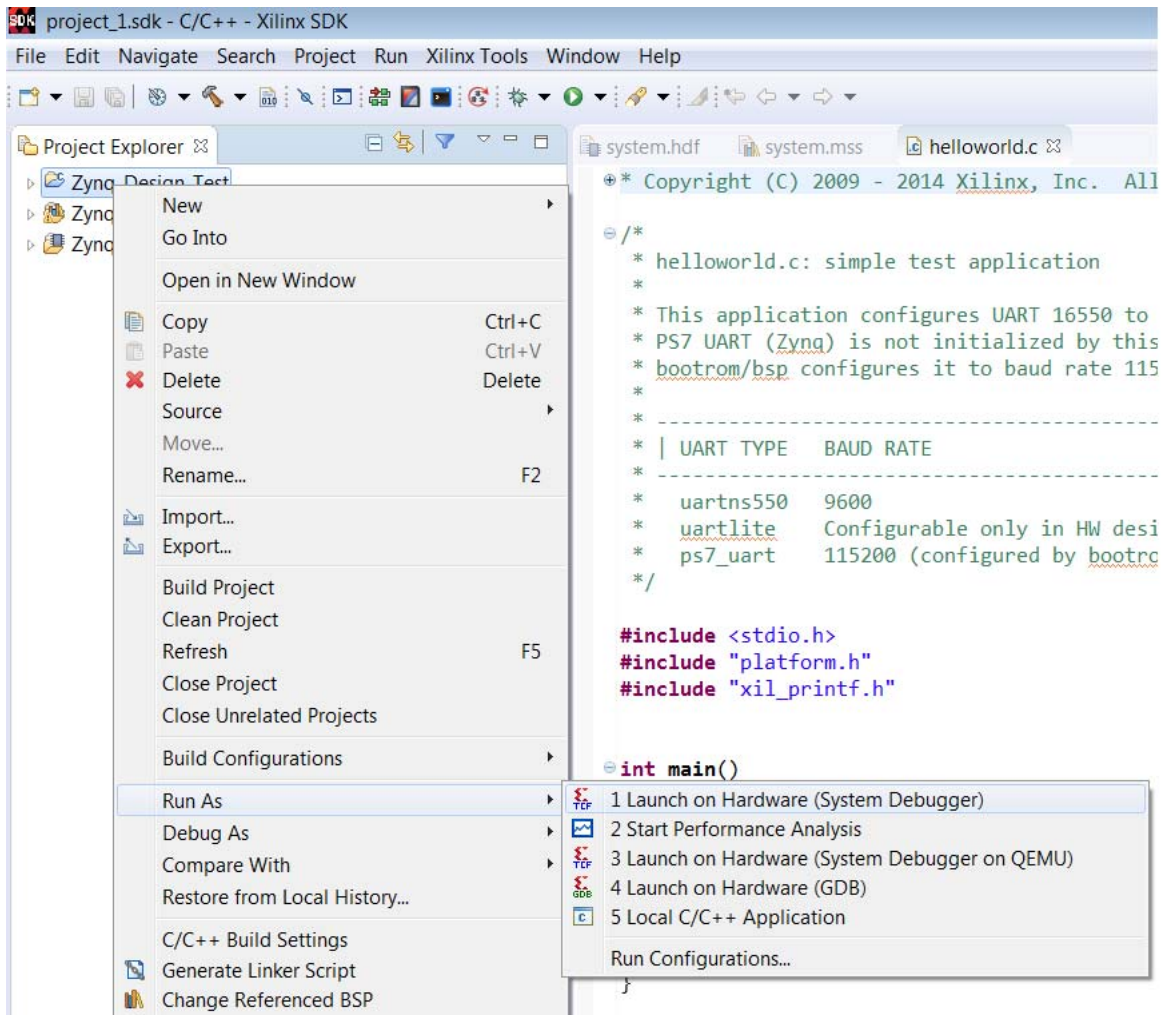 SDK project_1.sdk - C/C++ - Xilinx SDK
File Edit Navigate Search Project Run Xilinx Tools Window Help
010
Project Explorer
system.hdf system.mss helloworld.c
Zynq_Design_Test
Zynq
Zynq
New
Go Into
Open in New Window
Copy Ctrl+C
Paste Ctrl+V
Delete Delete
Source
Move...
Rename... F2
Import...
Export...
Build Project
Clean Project
Refresh F5
Close Project
Close Unrelated Projects
Build Configurations
Run As
Debug As
Compare With
Restore from Local History...
C/C++ Build Settings
Generate Linker Script
Change Referenced BSP
* Copyright (C) 2009 - 2014 Xilinx, Inc. All
/*
* helloworld.c: simple test application
*
* This application configures UART 16550 to
* PS7 UART (Zynq) is not initialized by this
* bootrom/bsp configures it to baud rate 115
*
* ------------------------------------------
* | UART TYPE BAUD RATE
* ------------------------------------------
* uartns550 9600
* uartlite Configurable only in HW desi
* ps7_uart 115200 (configured by bootro
*/
#include <stdio.h>
#include "platform.h"
#include "xil_printf.h"
int main()
TCF 1 Launch on Hardware (System Debugger)
2 Start Performance Analysis
TCF 3 Launch on Hardware (System Debugger on QEMU)
GDB 4 Launch on Hardware (GDB)
c 5 Local C/C++ Application
Run Configurations...
}